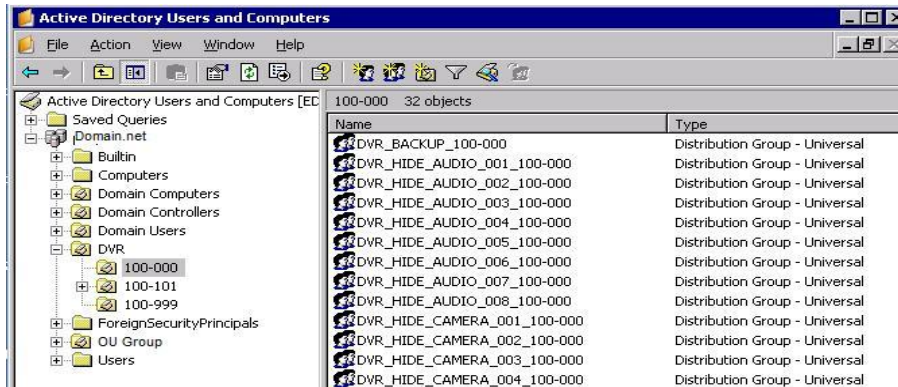 Active Directory Users and Computers
File Action View Window Help
Active Directory Users and Computers [ED
Saved Queries
Domain.net
Builtin
Computers
Domain Computers
Domain Controllers
Domain Users
DVR
100-000
100-101
100-999
ForeignSecurityPrincipals
OU Group
Users
100-000 32 objects
Name Type
DVR_BACKUP_100-000 Distribution Group - Universal
DVR_HIDE_AUDIO_001_100-000 Distribution Group - Universal
DVR_HIDE_AUDIO_002_100-000 Distribution Group - Universal
DVR_HIDE_AUDIO_003_100-000 Distribution Group - Universal
DVR_HIDE_AUDIO_004_100-000 Distribution Group - Universal
DVR_HIDE_AUDIO_005_100-000 Distribution Group - Universal
DVR_HIDE_AUDIO_006_100-000 Distribution Group - Universal
DVR_HIDE_AUDIO_007_100-000 Distribution Group - Universal
DVR_HIDE_AUDIO_008_100-000 Distribution Group - Universal
DVR_HIDE_CAMERA_001_100-000 Distribution Group - Universal
DVR_HIDE_CAMERA_002_100-000 Distribution Group - Universal
DVR_HIDE_CAMERA_003_100-000 Distribution Group - Universal
DVR_HIDE_CAMERA_004_100-000 Distribution Group - Universal